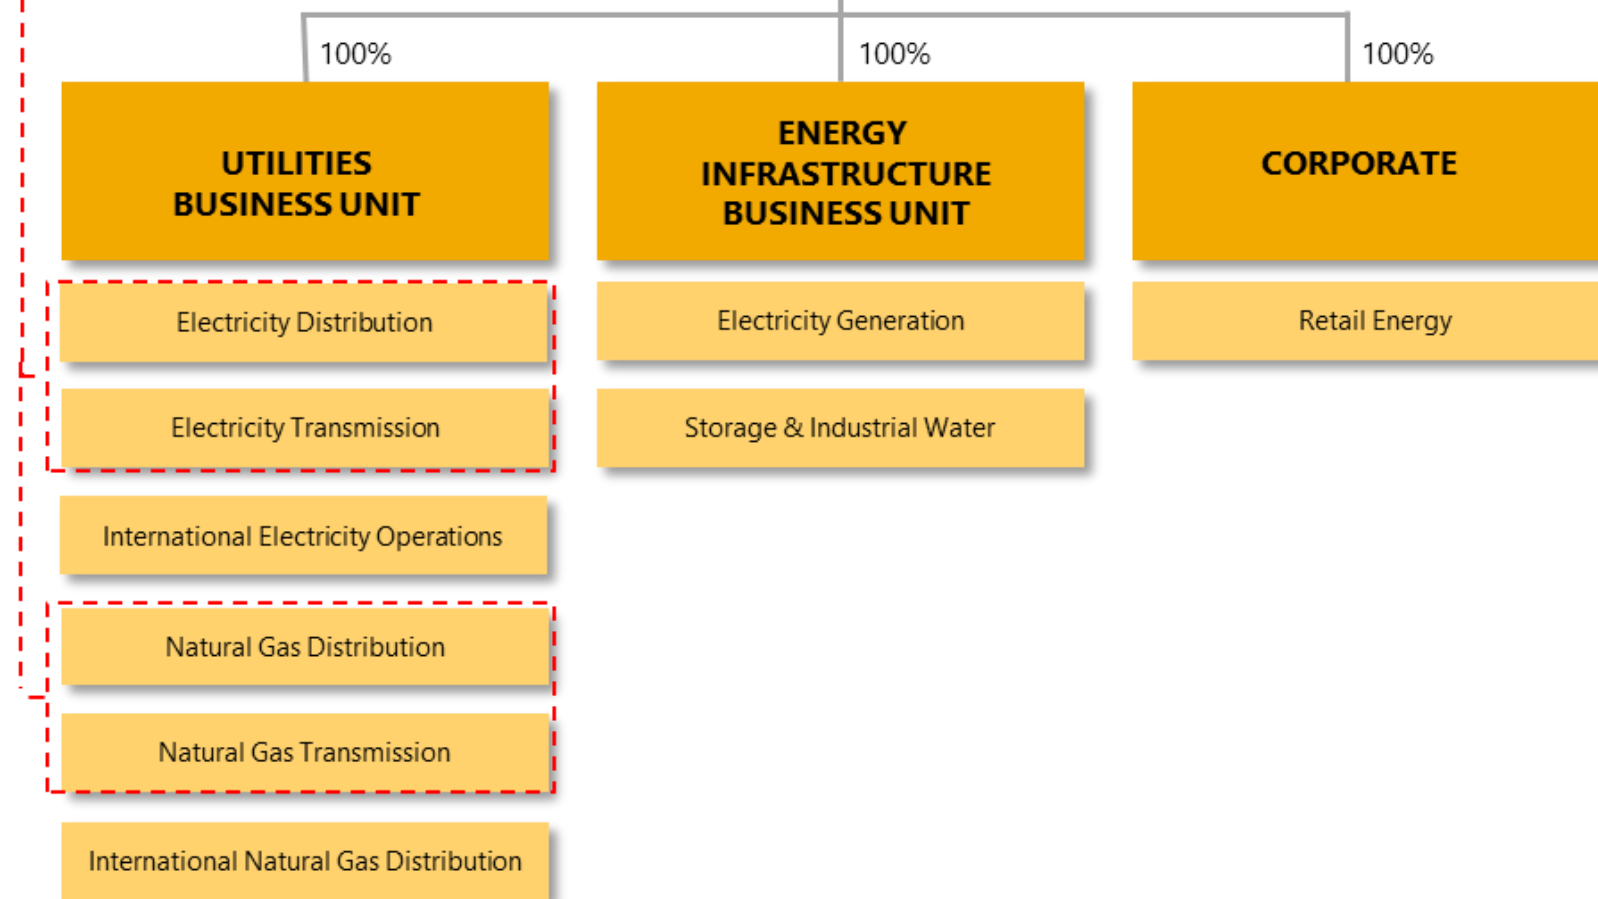 100%
100%
100%
UTILITIES
BUSINESS UNIT
ENERGY
INFRASTRUCTURE
BUSINESS UNIT
CORPORATE
Electricity Distribution
Electricity Generation
Retail Energy
Electricity Transmission
Storage & Industrial Water
International Electricity Operations
Natural Gas Distribution
Natural Gas Transmission
International Natural Gas Distribution